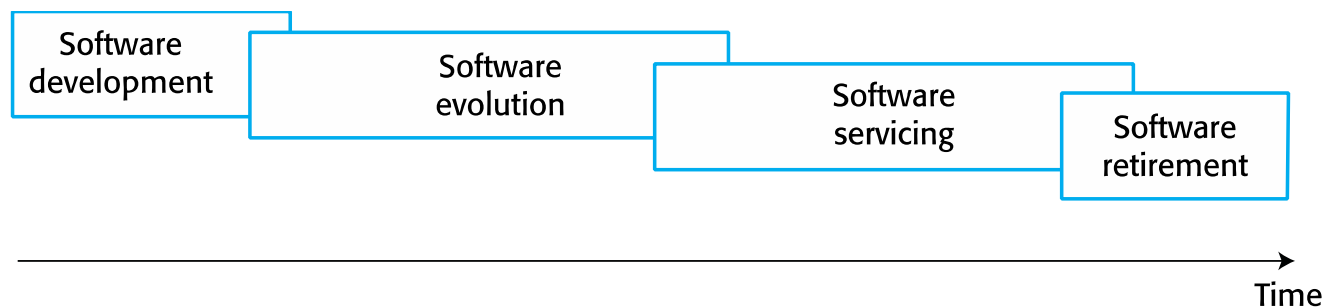 Software
development
Software
evolution
Software
servicing
Software
retirement
Time